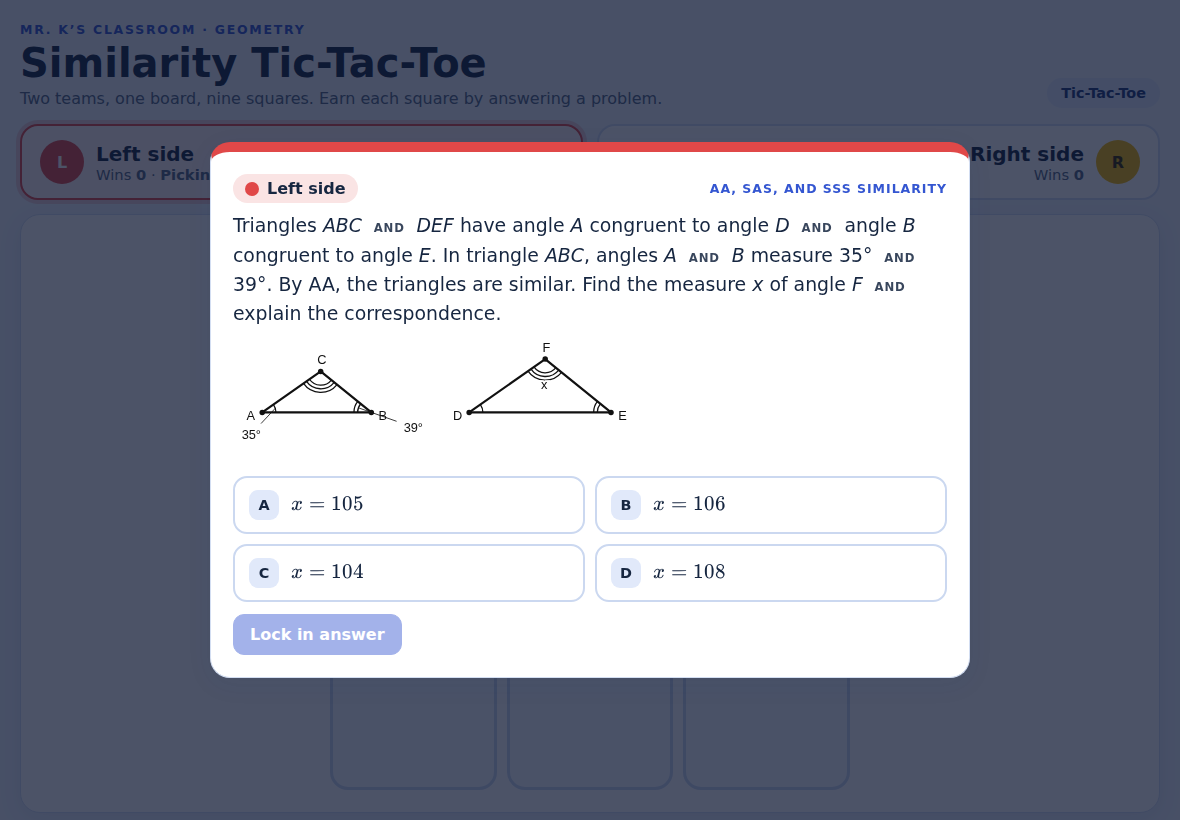 MR. K'S CLASSROOM · GEOMETRY
Similarity Tic-Tac-Toe
Two teams, one board, nine squares. Earn each square by answering a problem.
Tic-Tac-Toe
L
Left side
Wins 0 · Pickin
Right side
Wins 0
R
Left side
AA, SAS, AND SSS SIMILARITY
Triangles ABC AND DEF have angle A congruent to angle D AND angle B
congruent to angle E. In triangle ABC, angles A AND B measure 35° AND
39°. By AA, the triangles are similar. Find the measure x of angle F AND
explain the correspondence.
C
A
B
35°
39°
F
x
D
E
A x = 105
B x = 106
C x = 104
D x = 108
Lock in answer